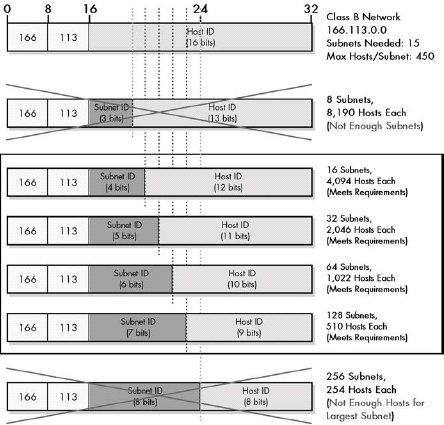 0 8 16 24 32
166 113 Host ID
(16 bits)
Class B Network
166.113.0.0
Subnets Needed: 15
Max Hosts/Subnet: 450
166 113 Subnet ID
(3 bits)
Host ID
(13 bits)
8 Subnets,
8,190 Hosts Each
(Not Enough Subnets)
166 113 Subnet ID
(4 bits)
Host ID
(12 bits)
16 Subnets,
4,094 Hosts Each
(Meets Requirements)
166 113 Subnet ID
(5 bits)
Host ID
(11 bits)
32 Subnets,
2,046 Hosts Each
(Meets Requirements)
166 113 Subnet ID
(6 bits)
Host ID
(10 bits)
64 Subnets,
1,022 Hosts Each
(Meets Requirements)
166 113 Subnet ID
(7 bits)
Host ID
(9 bits)
128 Subnets,
510 Hosts Each
(Meets Requirements)
166 113 Subnet ID
(8 bits)
Host ID
(8 bits)
256 Subnets,
254 Hosts Each
(Not Enough Hosts for
Largest Subnet)